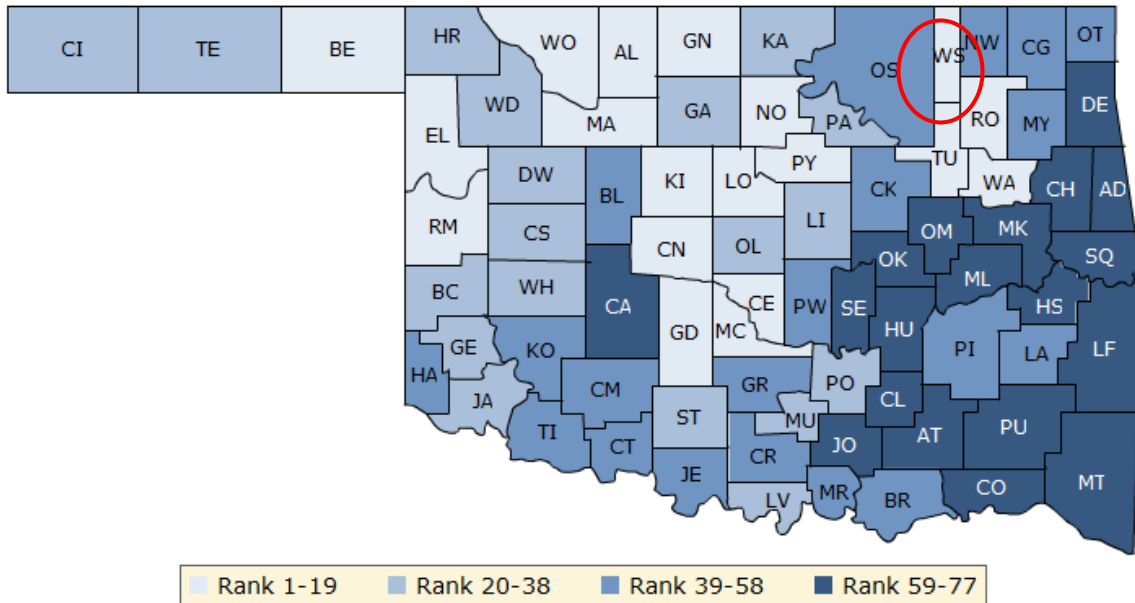 CI TE BE HR WO AL GN KA OS WS NW CG OT
WD MA GA NO PA RO MY DE
EL DW BL KI LO PY TU WA CH AD
RM CS CN OL LI CK OM MK SQ
BC WH CA CE PW OK ML HS
GE KO GD MC SE HU PI LA LF
HA JA CM GR PO CL
TI CT ST MU JO AT PU
JE CR MR BR CO MT
LV
Rank 1-19 Rank 20-38 Rank 39-58 Rank 59-77